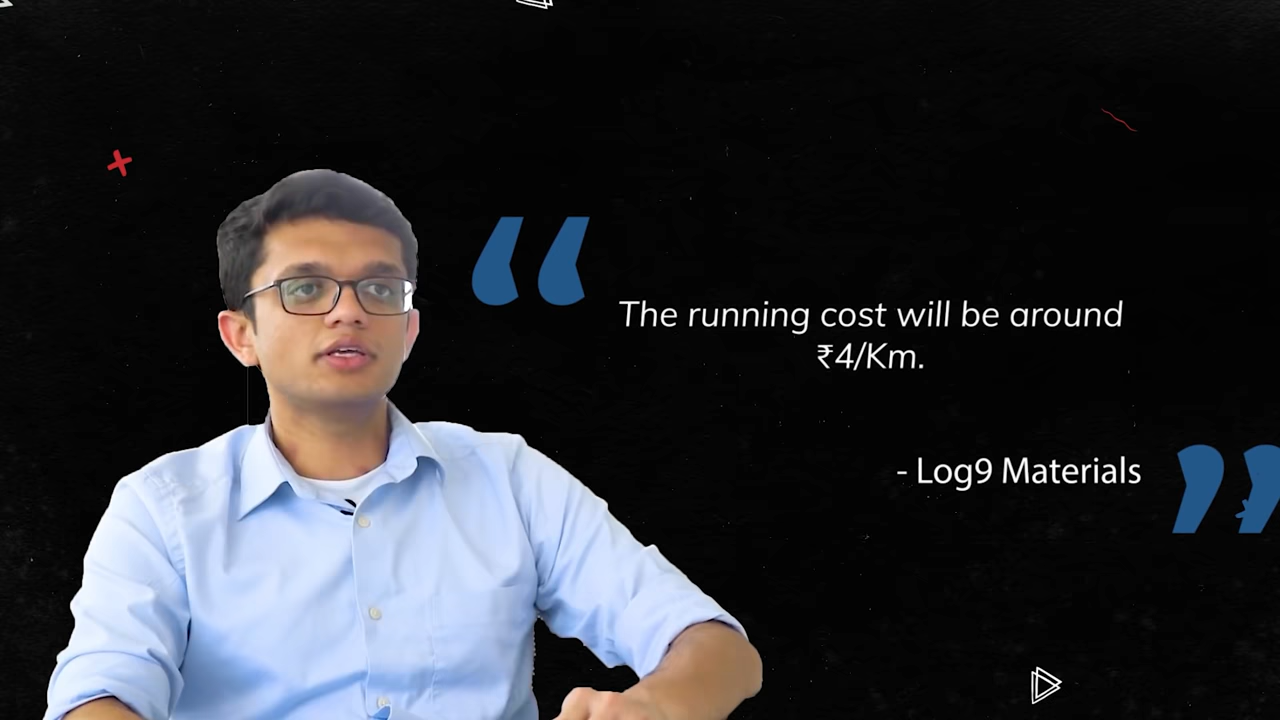 The running cost will be around
₹4/Km.
- Log9 Materials